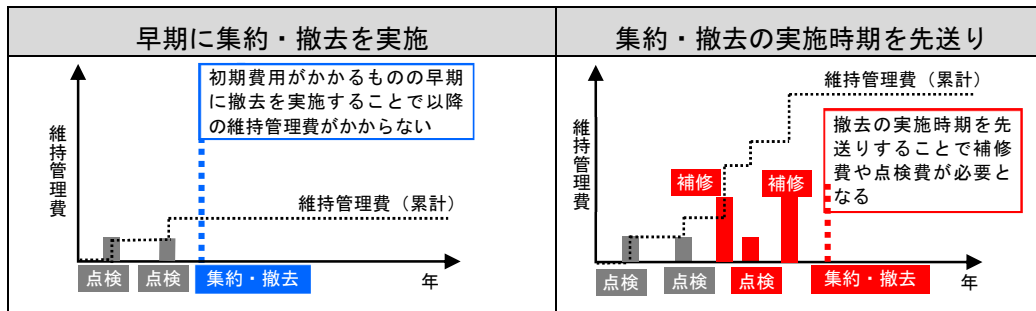 早期に集約・撤去を実施
集約・撤去の実施時期を先送り
初期費用がかかるものの早期
に撤去を実施することで以降
の維持管理費がかからない
維持管理費
維持管理費（累計）
点検
点検
集約・撤去
年
維持管理費（累計）
撤去の実施時期を先
送りすることで補修
費や点検費が必要と
なる
維持管理費
補修
補修
点検
点検
点検
集約・撤去
年